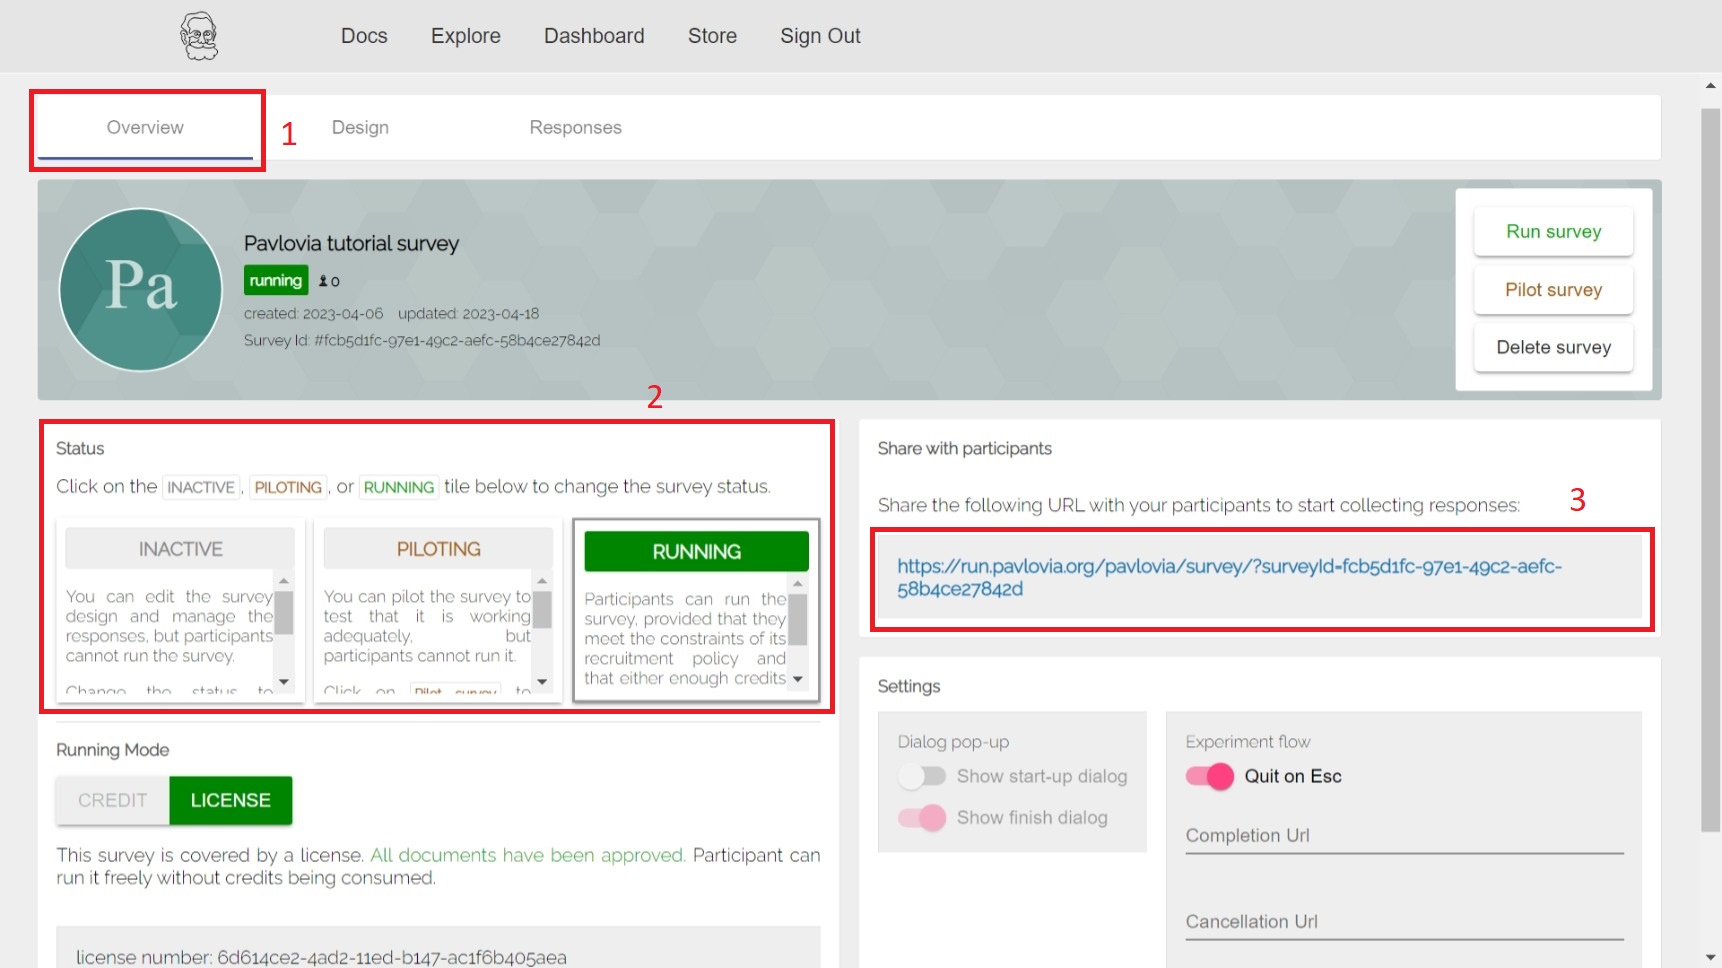 Docs Explore Dashboard Store Sign Out
Overview 1 Design Responses
Pa
Pavlovia tutorial survey
running 0
created: 2023-04-06 updated: 2023-04-18
Survey Id: #fcb5d1fc-97e1-49c2-aefc-58b4ce27842d
Run survey
Pilot survey
Delete survey
2
Status
Click on the INACTIVE, PILOTING, or RUNNING tile below to change the survey status.
INACTIVE
You can edit the survey
design and manage the
responses, but participants
cannot run the survey.
Change the status to
PILOTING
You can pilot the survey to
test that it is working
adequately, but
participants cannot run it.
Click on Pilot survey to
RUNNING
Participants can run the
survey, provided that they
meet the constraints of its
recruitment policy and
that either enough credits
Running Mode
CREDIT LICENSE
This survey is covered by a license. All documents have been approved. Participant can
run it freely without credits being consumed.
license number: 6d614ce2-4ad2-11ed-b147-ac1f6b405aea
Share with participants
Share the following URL with your participants to start collecting responses:
3
https://run.pavlovia.org/pavlovia/survey/?surveyId=fcb5d1fc-97e1-49c2-aefc-
58b4ce27842d
Settings
Dialog pop-up
Show start-up dialog
Show finish dialog
Experiment flow
Quit on Esc
Completion Url
Cancellation Url